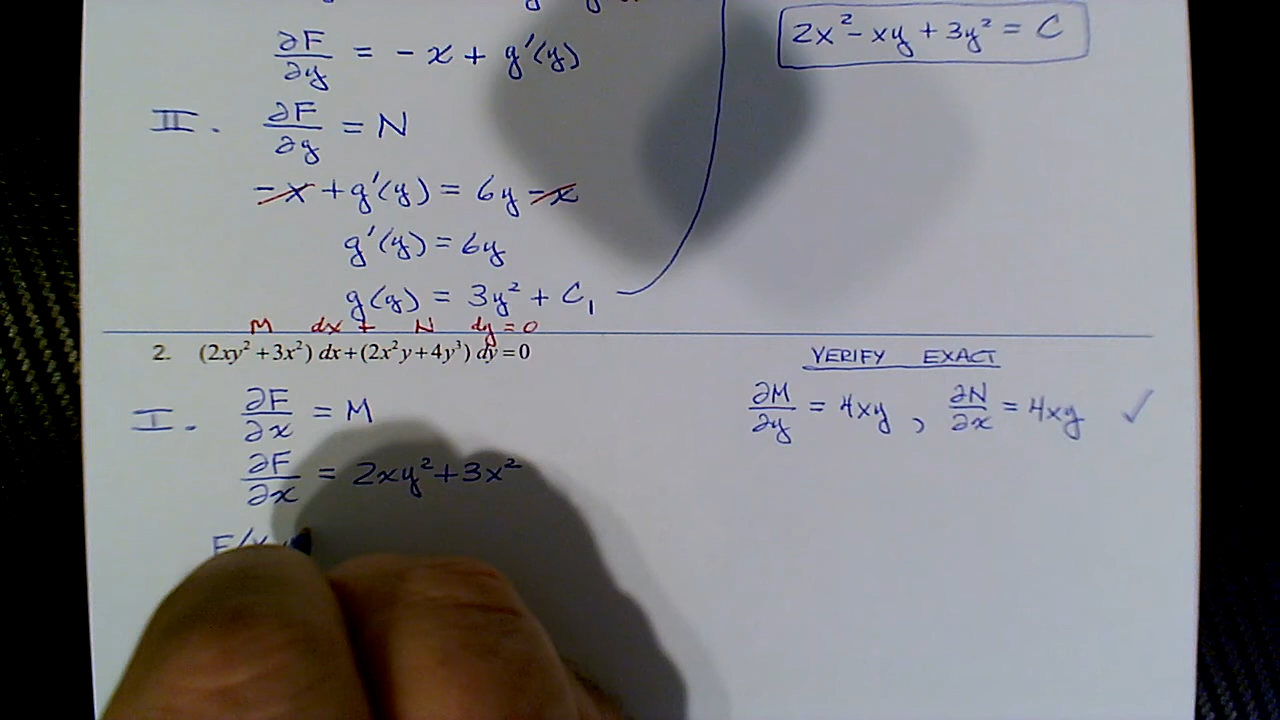 ∂F/∂y = -x + g'(y)
2x² - xy + 3y² = C
II. ∂F/∂y = N
-x + g'(y) = 6y - x
g'(y) = 6y
g(y) = 3y² + C₁
M dx + N dy = 0
2. (2xy² + 3x²) dx + (2x²y + 4y³) dy = 0
VERIFY EXACT
I. ∂F/∂x = M
∂M/∂y = 4xy, ∂N/∂x = 4xy ✓
∂F/∂x = 2xy² + 3x²
F(x